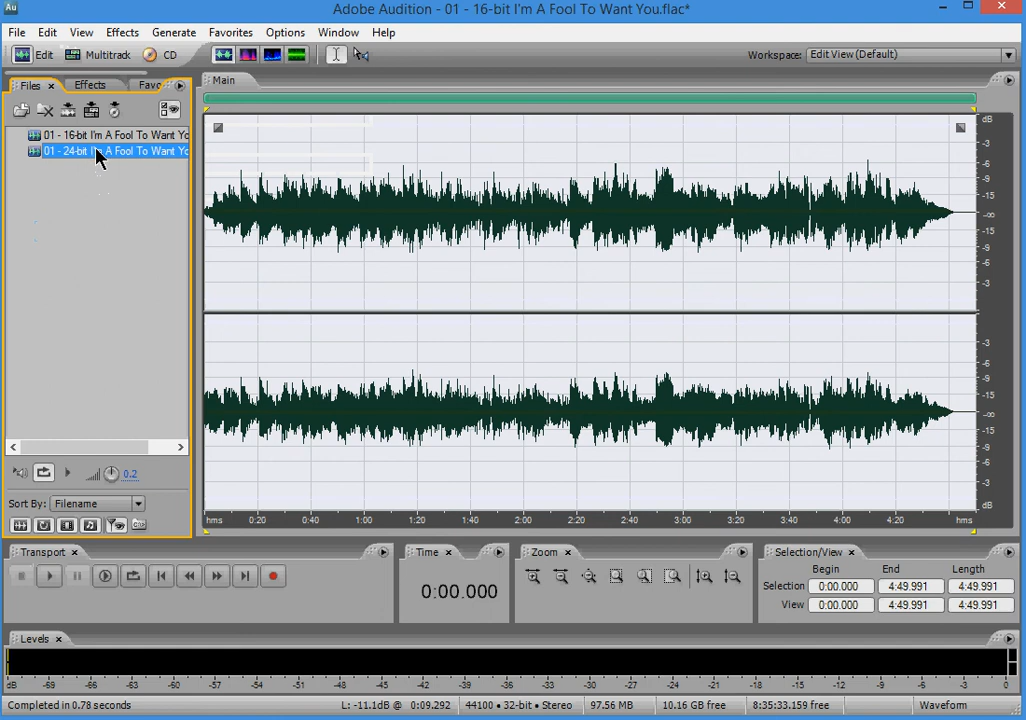 Au Adobe Audition - 01 - 16-bit I'm A Fool To Want You.flac*
File Edit View Effects Generate Favorites Options Window Help
Edit Multitrack CD Workspace: Edit View (Default)
Files Effects Favo Main
01 - 16-bit I'm A Fool To Want Yo
01 - 24-bit I'm A Fool To Want Yo
dB
-3
-6
-9
-15
-∞
-15
-9
-6
-3
-3
-6
-9
-15
-∞
-15
-9
-6
-3
dB
0.2
Sort By: Filename
hms 0:20 0:40 1:00 1:20 1:40 2:00 2:20 2:40 3:00 3:20 3:40 4:00 4:20 hms
Transport Time Zoom Selection/View
Begin End Length
Selection 0:00.000 4:49.991 4:49.991
View 0:00.000 4:49.991 4:49.991
0:00.000
Levels
dB -69 -66 -63 -60 -57 -54 -51 -48 -45 -42 -39 -36 -33 -30 -27 -24 -21 -18 -15 -12 -9 -6 -3 0
Completed in 0.78 seconds L: -11.1dB @ 0:09.292 44100 • 32-bit • Stereo 97.56 MB 10.16 GB free 8:35:33.159 free Waveform